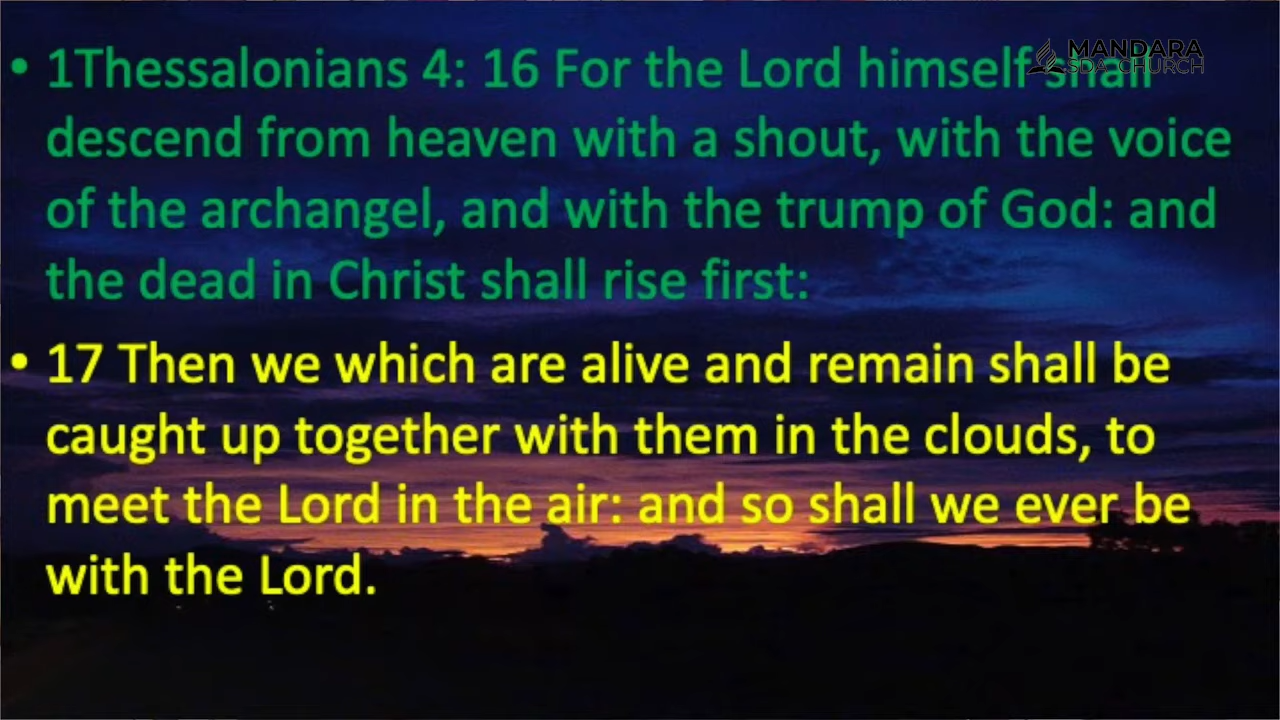 • 1Thessalonians 4: 16 For the Lord himself shall
MANDARA
SDA CHURCH
descend from heaven with a shout, with the voice
of the archangel, and with the trump of God: and
the dead in Christ shall rise first:
• 17 Then we which are alive and remain shall be
caught up together with them in the clouds, to
meet the Lord in the air: and so shall we ever be
with the Lord.